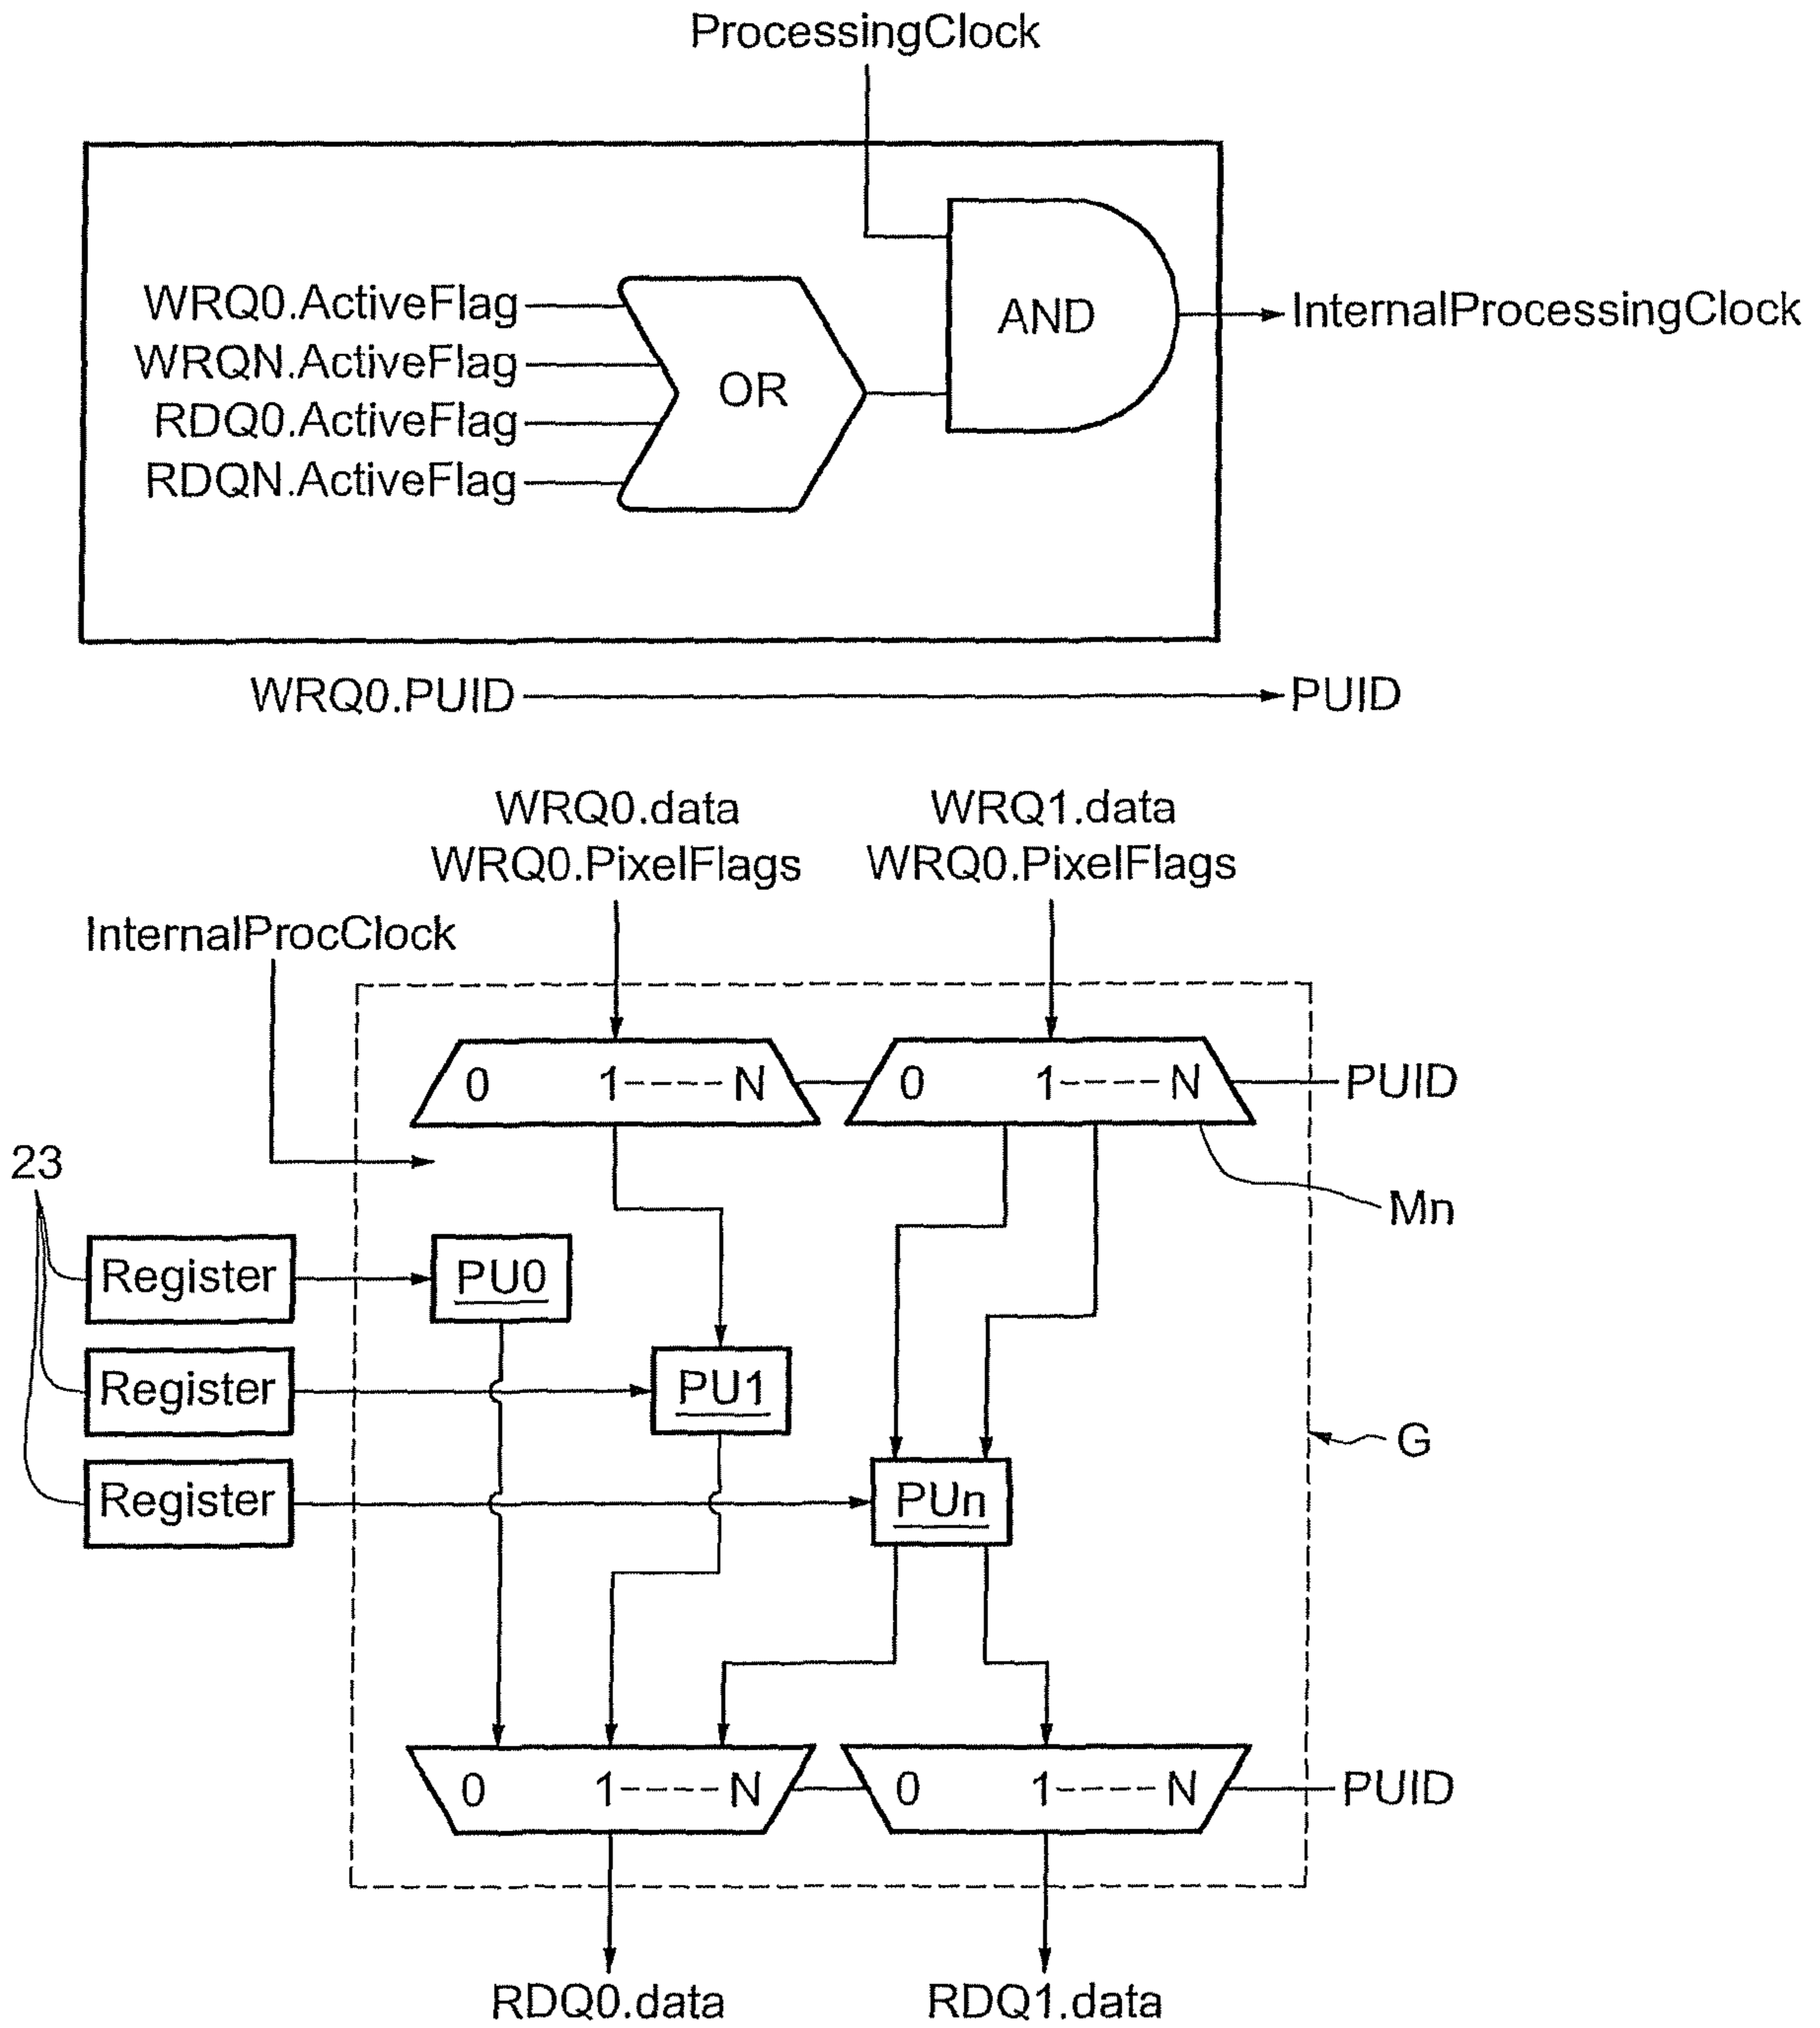 ProcessingClock
WRQ0.ActiveFlag
WRQN.ActiveFlag
RDQ0.ActiveFlag
RDQN.ActiveFlag
OR
AND
InternalProcessingClock
WRQ0.PUID
PUID
WRQ0.data
WRQ0.PixelFlags
WRQ1.data
WRQ0.PixelFlags
InternalProcClock
0 1 ---- N
0 1 ---- N
PUID
Mn
23
Register
PU0
Register
PU1
G
Register
PUn
0 1 ---- N
0 1 ---- N
PUID
RDQ0.data
RDQ1.data